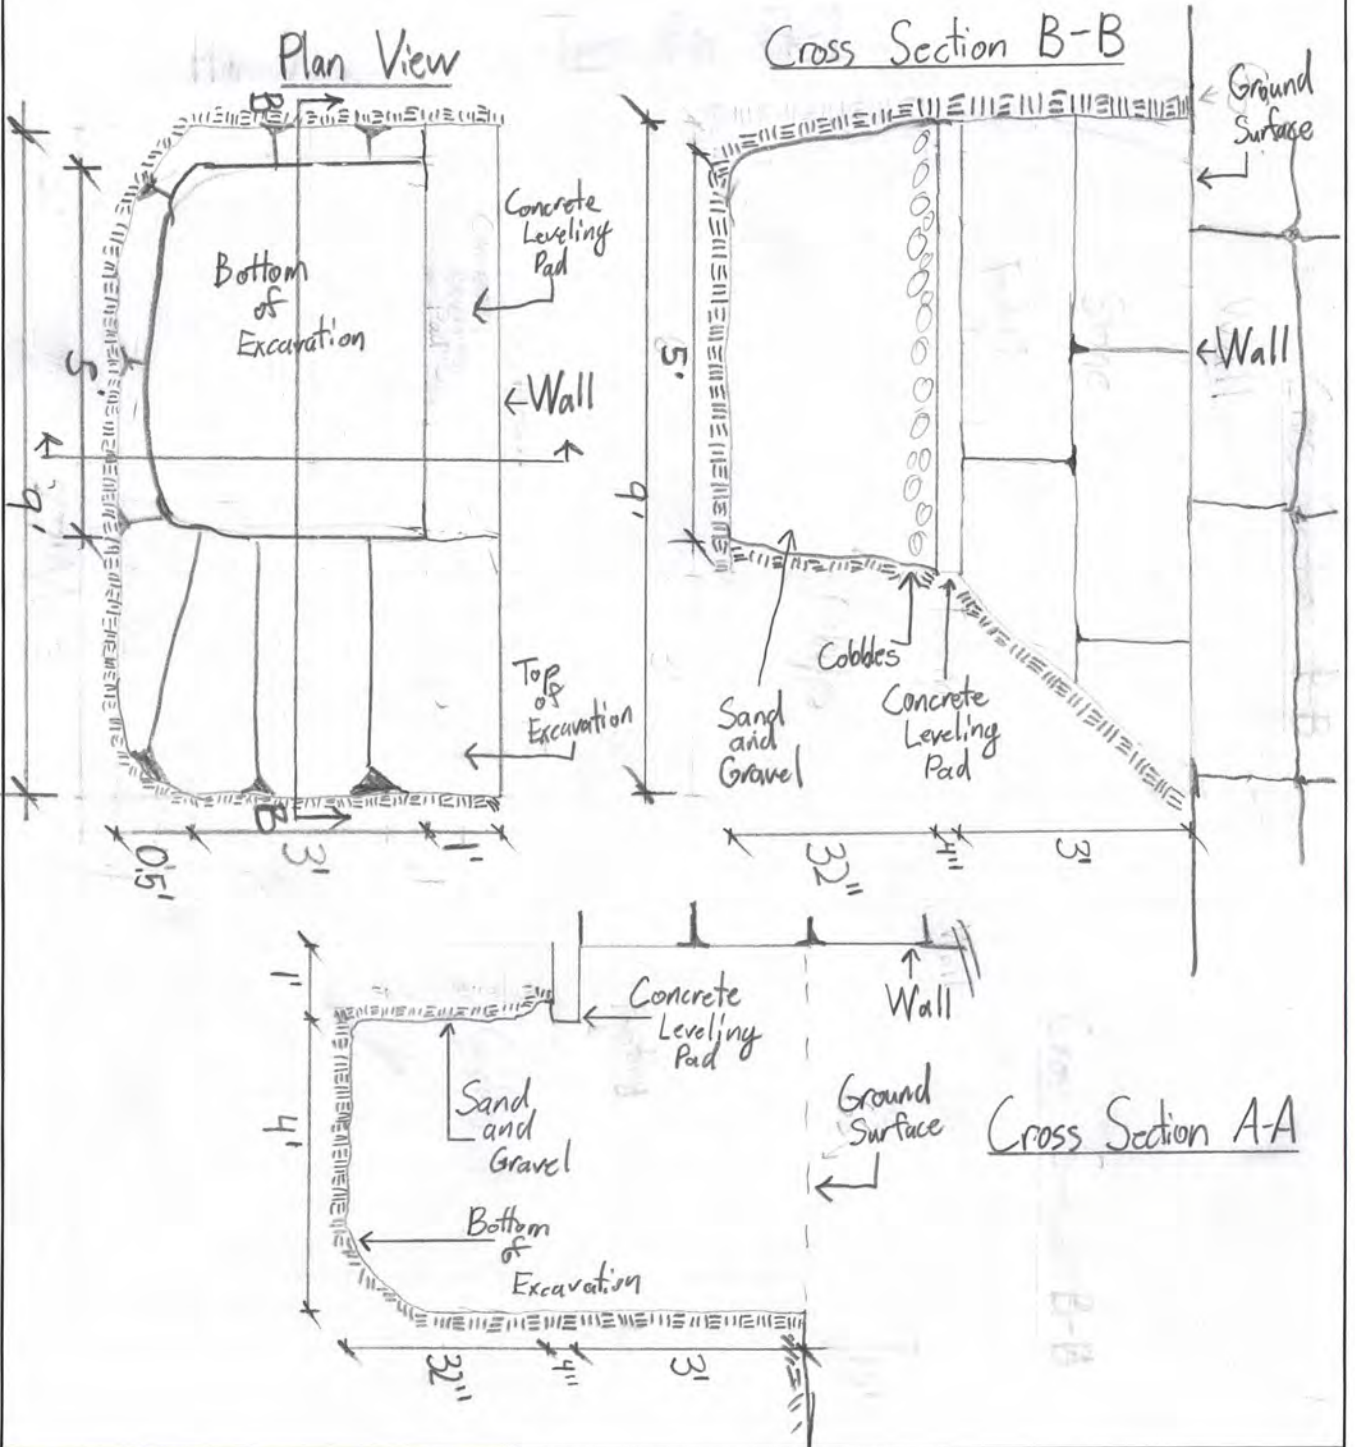 Plan View
B
Concrete
Leveling
Pad
Bottom
of
Excavation
←Wall
5'
9'
Top
of
Excavation
B
0.5'
3'
1'
Cross Section B-B
Ground
Surface
←Wall
5'
9'
Cobbles
Sand
and
Gravel
Concrete
Leveling
Pad
32"
4"
3'
1'
4'
Concrete
Leveling
Pad
Wall
Sand
and
Gravel
Ground
Surface
Cross Section A-A
Bottom
of
Excavation
32"
4"
3'